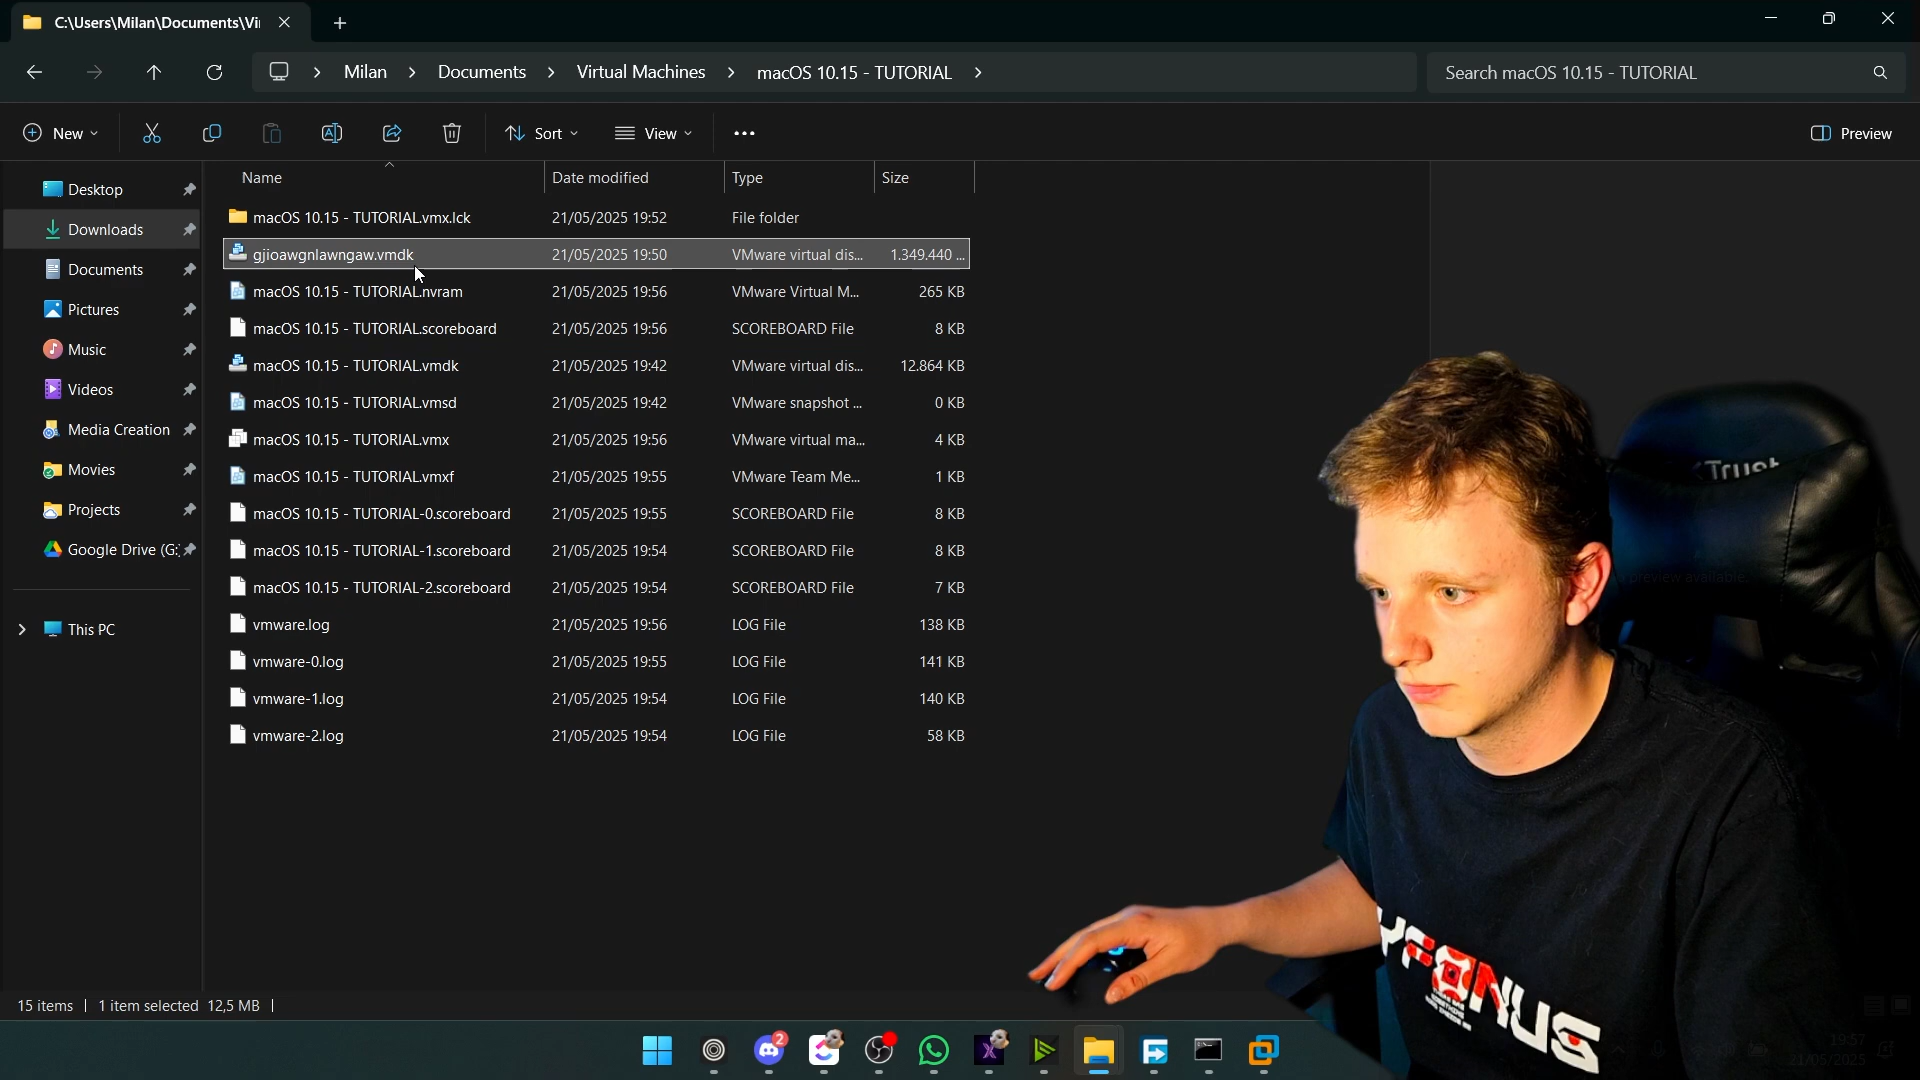 C:\Users\Milan\Documents\Vi
Milan
Documents
Virtual Machines
macOS 10.15 - TUTORIAL
Search macOS 10.15 - TUTORIAL
New
Sort
View
Preview
Name
Date modified
Type
Size
Desktop
Downloads
Documents
Pictures
Music
Videos
Media Creation
Movies
Projects
Google Drive (G:)
This PC
macOS 10.15 - TUTORIAL.vmx.lck 21/05/2025 19:52 File folder
gjioawgnlawngaw.vmdk 21/05/2025 19:50 VMware virtual dis... 1.349.440 ...
macOS 10.15 - TUTORIAL.nvram 21/05/2025 19:56 VMware Virtual M... 265 KB
macOS 10.15 - TUTORIAL.scoreboard 21/05/2025 19:56 SCOREBOARD File 8 KB
macOS 10.15 - TUTORIAL.vmdk 21/05/2025 19:42 VMware virtual dis... 12.864 KB
macOS 10.15 - TUTORIAL.vmsd 21/05/2025 19:42 VMware snapshot ... 0 KB
macOS 10.15 - TUTORIAL.vmx 21/05/2025 19:56 VMware virtual ma... 4 KB
macOS 10.15 - TUTORIAL.vmxf 21/05/2025 19:55 VMware Team Me... 1 KB
macOS 10.15 - TUTORIAL-0.scoreboard 21/05/2025 19:55 SCOREBOARD File 8 KB
macOS 10.15 - TUTORIAL-1.scoreboard 21/05/2025 19:54 SCOREBOARD File 8 KB
macOS 10.15 - TUTORIAL-2.scoreboard 21/05/2025 19:54 SCOREBOARD File 7 KB
vmware.log 21/05/2025 19:56 LOG File 138 KB
vmware-0.log 21/05/2025 19:55 LOG File 141 KB
vmware-1.log 21/05/2025 19:54 LOG File 140 KB
vmware-2.log 21/05/2025 19:54 LOG File 58 KB
preview available.
Trust
YFONUS
15 items 1 item selected 12,5 MB
2
19:57
21/05/2025